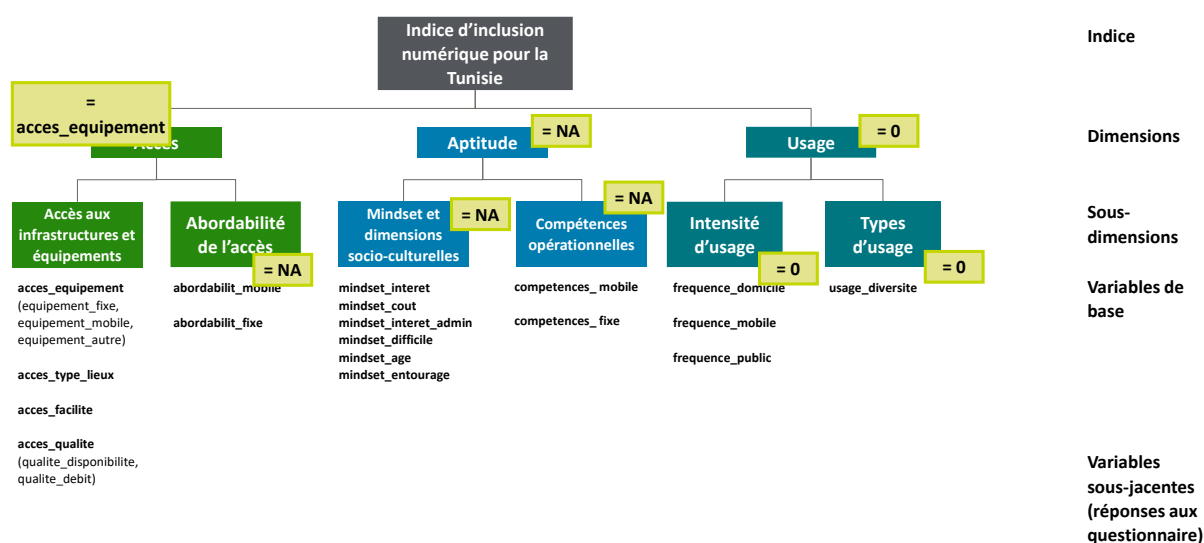 Indice d’inclusion
numérique pour la
Tunisie
Indice
=
acces_equipement
Accès
Aptitude
= NA
Usage
= 0
Dimensions
Accès aux
infrastructures et
équipements
Abordabilité
de l’accès
= NA
Mindset et
dimensions
socio-culturelles
= NA
Compétences
opérationnelles
= NA
Intensité
d’usage
= 0
Types
d’usage
= 0
Sous-
dimensions
acces_equipement
(equipement_fixe,
equipement_mobile,
equipement_autre)
acces_type_lieux
acces_facilite
acces_qualite
(qualite_disponibilite,
qualite_debit)
abordabilit_mobile
abordabilit_fixe
mindset_interet
mindset_cout
mindset_interet_admin
mindset_difficile
mindset_age
mindset_entourage
competences_ mobile
competences_ fixe
frequence_domicile
frequence_mobile
frequence_public
usage_diversite
Variables de
base
Variables
sous-jacentes
(réponses aux
questionnaire)